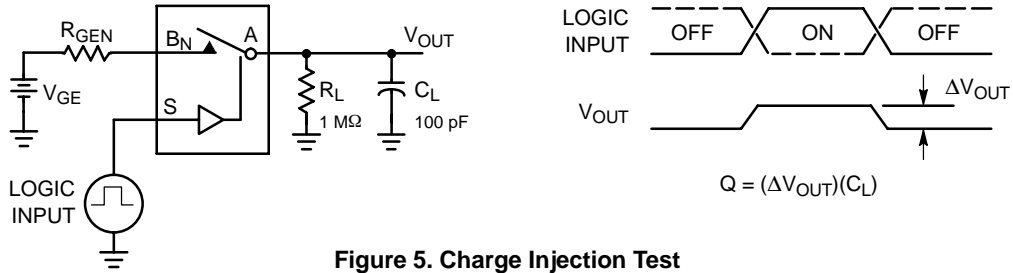 R_GEN
B_N
A
V_OUT
V_GE
S
R_L
1 MΩ
C_L
100 pF
LOGIC
INPUT
LOGIC
INPUT
OFF
ON
OFF
V_OUT
ΔV_OUT
Q = (ΔV_OUT)(C_L)
Figure 5. Charge Injection Test